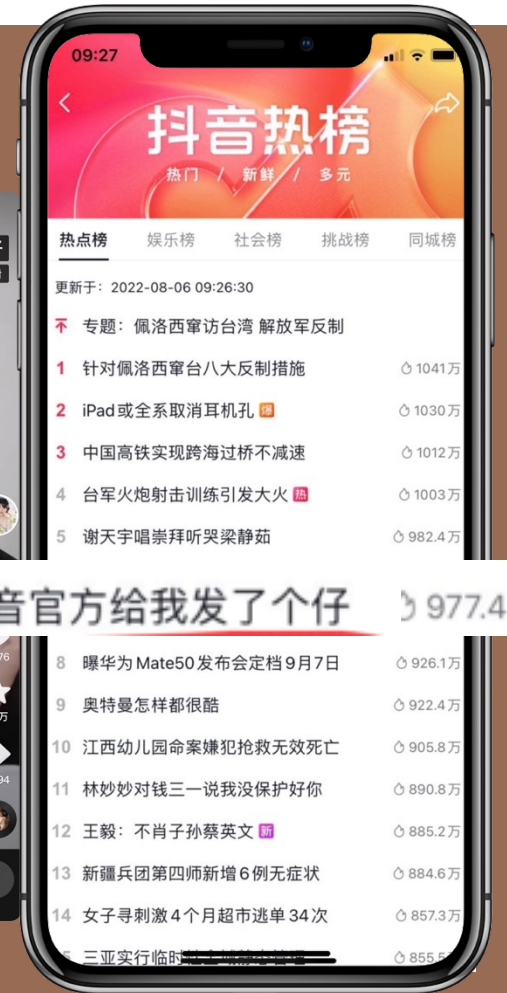 09:27
抖音热榜
热门 / 新鲜 / 多元
热点榜 娱乐榜 社会榜 挑战榜 同城榜
更新于：2022-08-06 09:26:30
专题：佩洛西窜访台湾 解放军反制
1 针对佩洛西窜台八大反制措施 1041万
2 iPad或全系取消耳机孔 爆 1030万
3 中国高铁实现跨海过桥不减速 1012万
4 台军火炮射击训练引发大火 热 1003万
5 谢天宇唱崇拜听哭梁静茹 982.4万
音官方给我发了个仔 977.4
8 曝华为Mate50发布会定档9月7日 926.1万
9 奥特曼怎样都很酷 922.4万
10 江西幼儿园命案嫌犯抢救无效死亡 905.8万
11 林妙妙对钱三一说我没保护好你 890.8万
12 王毅：不肖子孙蔡英文 新 885.2万
13 新疆兵团第四师新增6例无症状 884.6万
14 女子寻刺激4个月超市逃单34次 857.3万
三亚实行临时 855.5
76
万
94